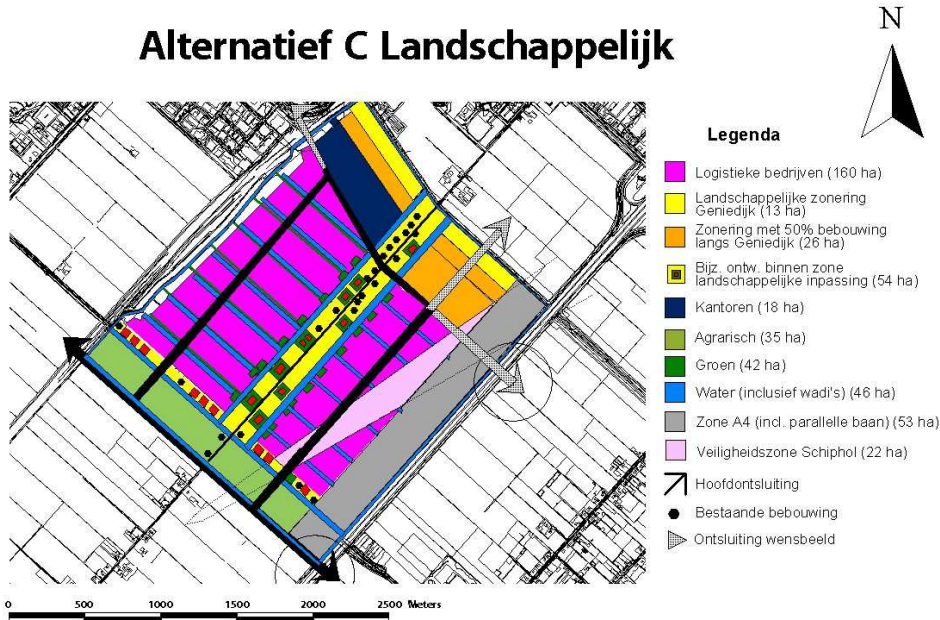 Alternatief C Landschappelijk
N
Legenda
Logistieke bedrijven (160 ha)
Landschappelijke zonering
Geniedijk (13 ha)
Zonering met 50% bebouwing
langs Geniedijk (26 ha)
Bijz. ontw. binnen zone
landschappelijke inpassing (54 ha)
Kantoren (18 ha)
Agrarisch (35 ha)
Groen (42 ha)
Water (inclusief wadi's) (46 ha)
Zone A4 (incl. parallelle baan) (53 ha)
Veiligheidszone Schiphol (22 ha)
Hoofdontsluiting
Bestaande bebouwing
Ontsluiting wensbeeld
0 500 1000 1500 2000 2500 Meters